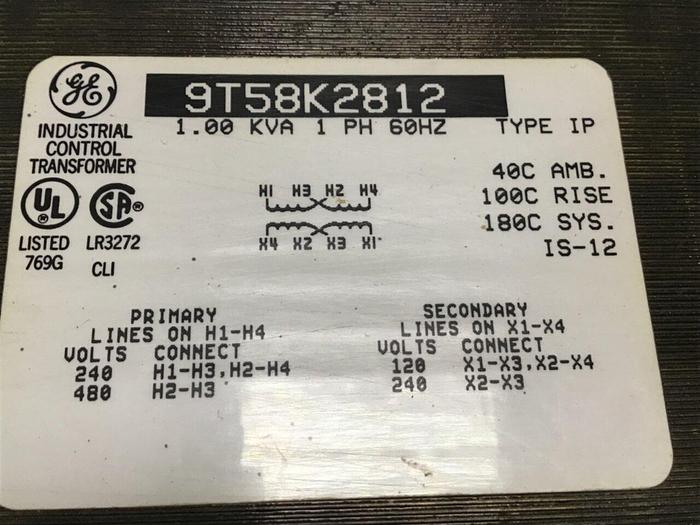 GE
9T58K2812
1.00 KVA 1 PH 60HZ TYPE IP
INDUSTRIAL
CONTROL
TRANSFORMER
UL SA®
LISTED LR3272
769G CLI
40C AMB.
100C RISE
180C SYS.
IS-12
H1 H3 H2 H4
X4 X2 X3 X1
PRIMARY
LINES ON H1-H4
VOLTS CONNECT
240 H1-H3,H2-H4
480 H2-H3
SECONDARY
LINES ON X1-X4
VOLTS CONNECT
120 X1-X3,X2-X4
240 X2-X3